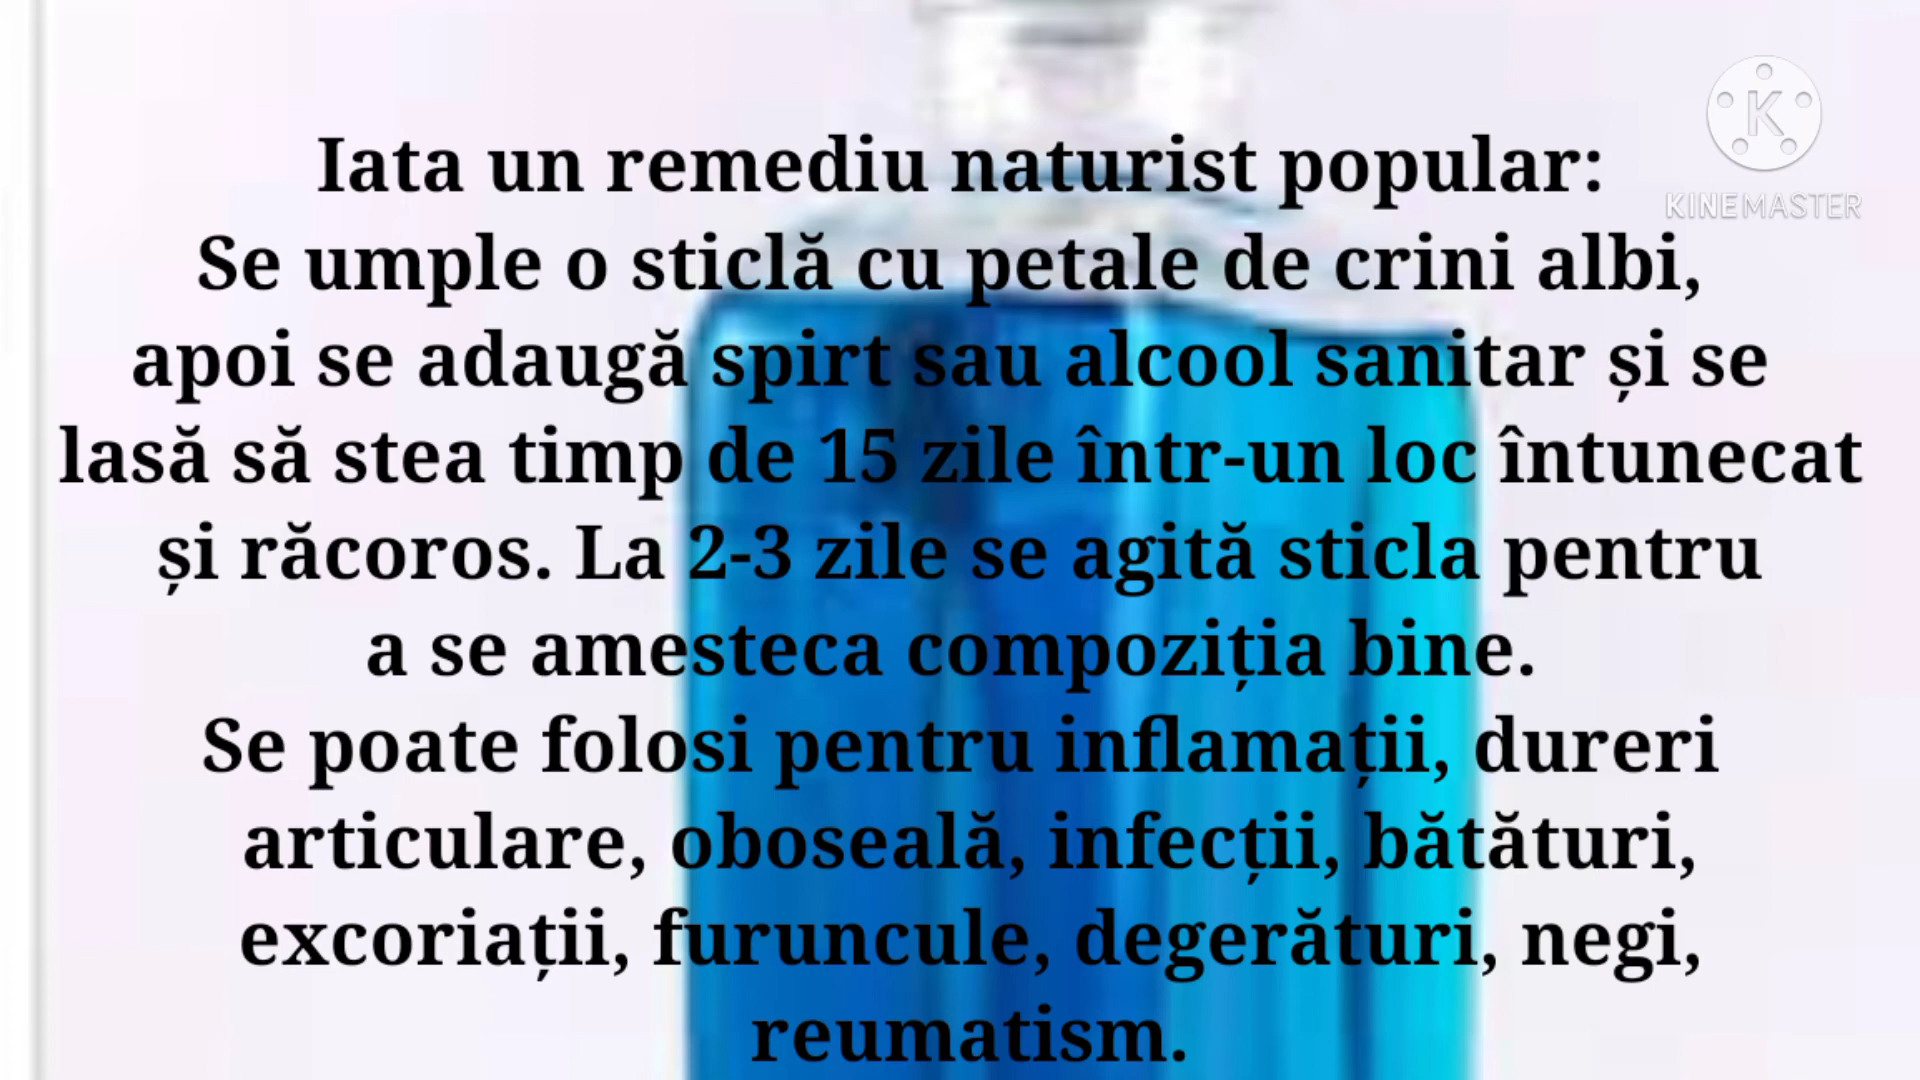 Iata un remediu naturist popular:
Se umple o sticlă cu petale de crini albi,
apoi se adaugă spirt sau alcool sanitar și se
lasă să stea timp de 15 zile într-un loc întunecat
și răcoros. La 2-3 zile se agită sticla pentru
a se amesteca compoziția bine.
Se poate folosi pentru inflamații, dureri
articulare, oboseală, infecții, bătături,
excoriații, furuncule, degerături, negi,
reumatism.
K
KINEMASTER